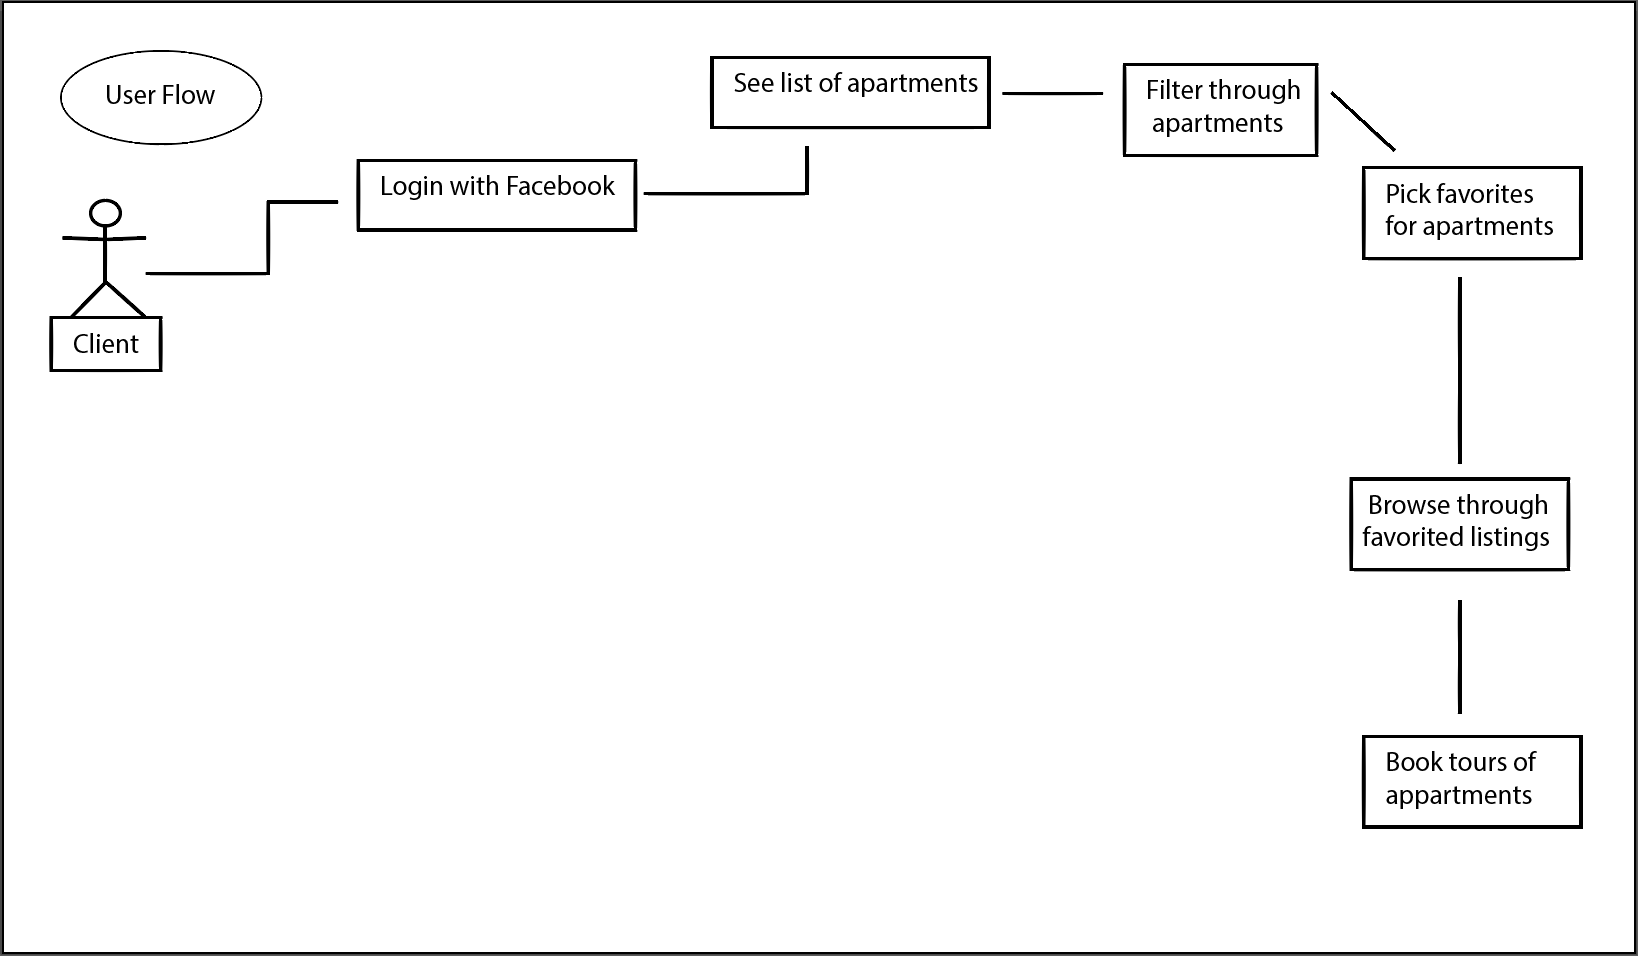 User Flow
Client
Login with Facebook
See list of apartments
Filter through
apartments
Pick favorites
for apartments
Browse through
favorited listings
Book tours of
appartments